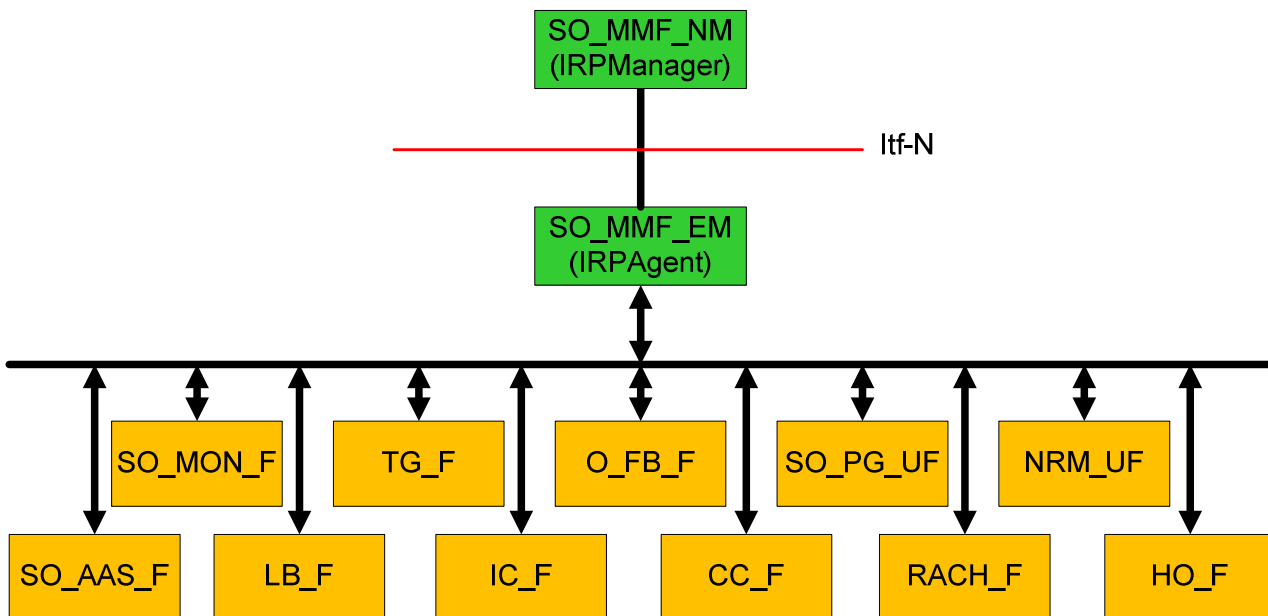 SO_MMF_NM
(IRPManager)
Itf-N
SO_MMF_EM
(IRPAgent)
SO_MON_F
TG_F
O_FB_F
SO_PG_UF
NRM_UF
SO_AAS_F
LB_F
IC_F
CC_F
RACH_F
HO_F